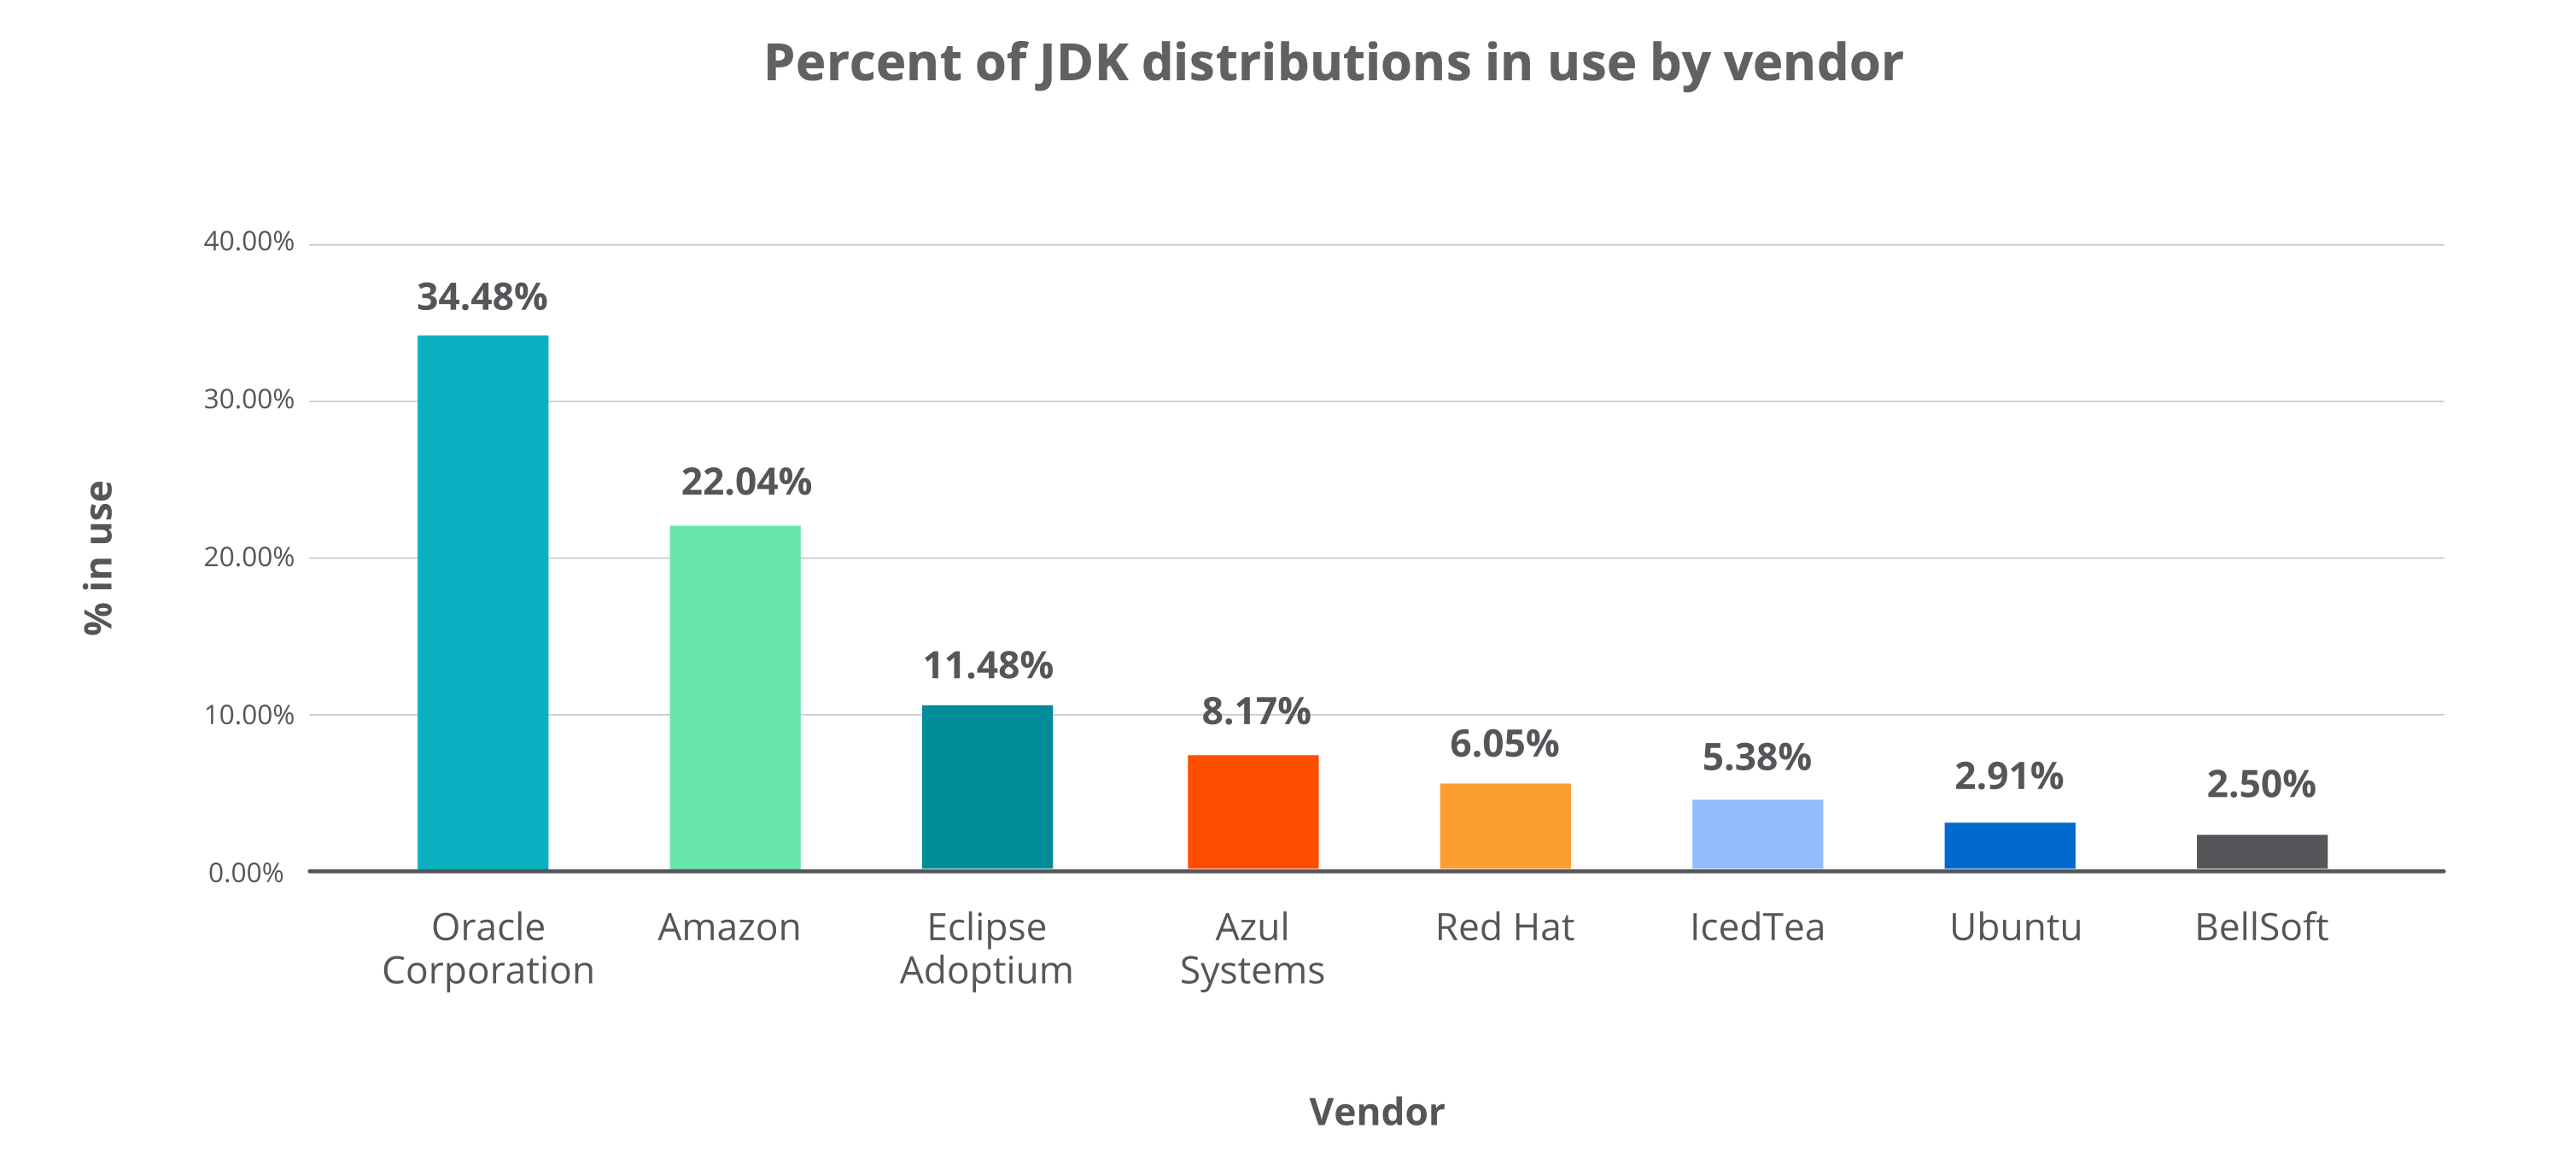 Percent of JDK distributions in use by vendor
40.00%
34.48%
30.00%
22.04%
20.00%
% in use
11.48%
8.17%
10.00%
6.05%
5.38%
2.91%
2.50%
0.00%
Oracle
Corporation
Amazon
Eclipse
Adoptium
Azul
Systems
Red Hat
IcedTea
Ubuntu
BellSoft
Vendor